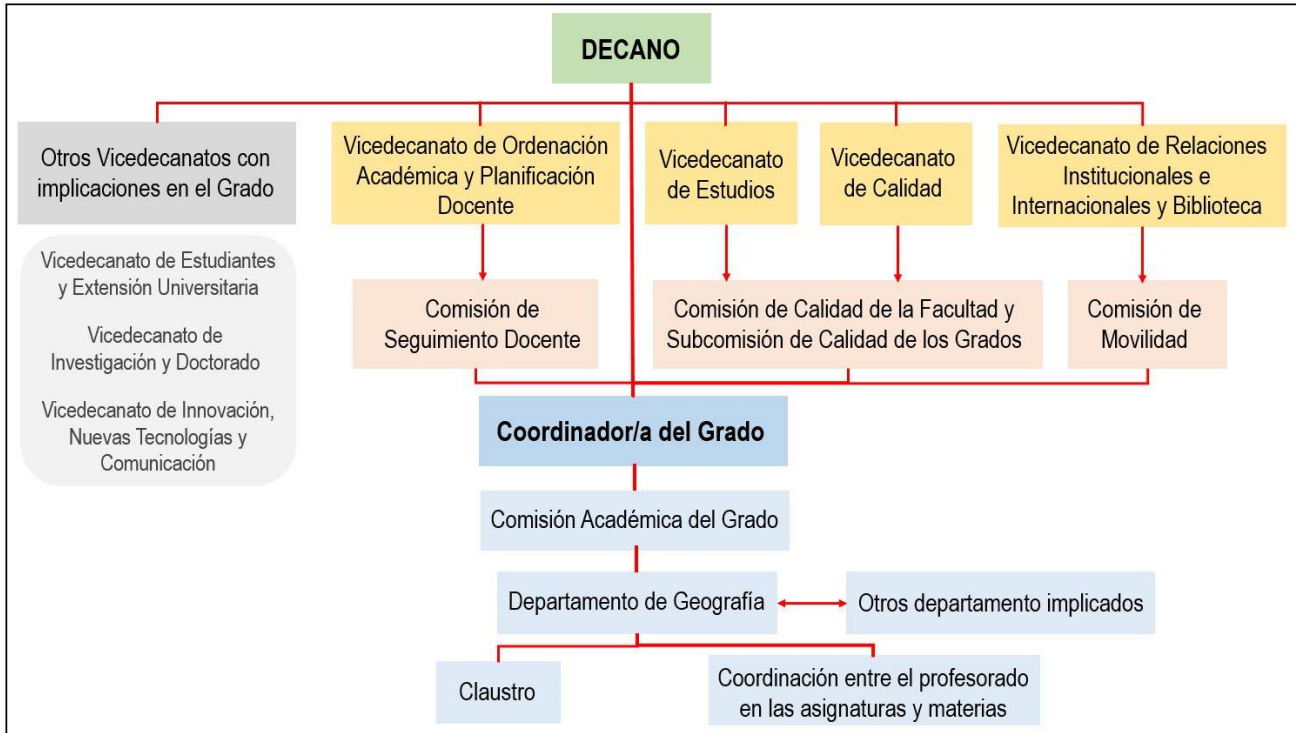 DECANO
Otros Vicedecanatos con
implicaciones en el Grado
Vicedecanato de Ordenación
Académica y Planificación
Docente
Vicedecanato
de Estudios
Vicedecanato
de Calidad
Vicedecanato de Relaciones
Institucionales e
Internacionales y Biblioteca
Vicedecanato de Estudiantes
y Extensión Universitaria
Vicedecanato de
Investigación y Doctorado
Vicedecanato de Innovación,
Nuevas Tecnologías y
Comunicación
Comisión de
Seguimiento Docente
Comisión de Calidad de la Facultad y
Subcomisión de Calidad de los Grados
Comisión de
Movilidad
Coordinador/a del Grado
Comisión Académica del Grado
Departamento de Geografía
Otros departamento implicados
Claustro
Coordinación entre el profesorado
en las asignaturas y materias